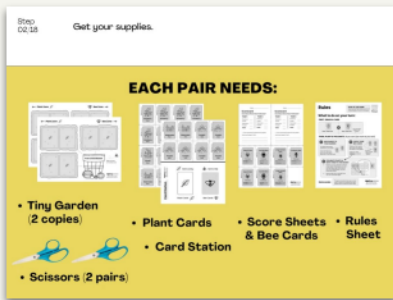 Step
02/18
Get your supplies.
EACH PAIR NEEDS:
Rules
• Tiny Garden
(2 copies)
• Plant Cards
• Card Station
• Score Sheets
& Bee Cards
• Rules
Sheet
• Scissors (2 pairs)